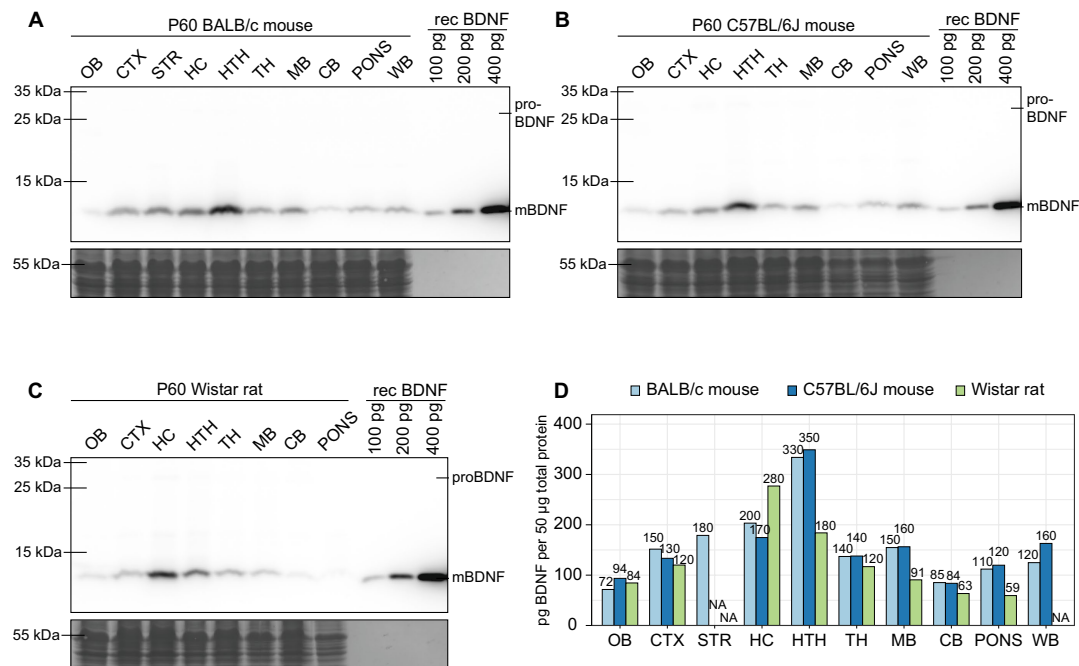 A
P60 BALB/c mouse
rec BDNF
OB CTX STR HC HTH TH MB CB PONS WB 100 pg 200 pg 400 pg
35 kDa
25 kDa
15 kDa
pro-
BDNF
mBDNF
55 kDa
B
P60 C57BL/6J mouse
rec BDNF
OB CTX HC HTH TH MB CB PONS WB 100 pg 200 pg 400 pg
35 kDa
25 kDa
15 kDa
pro-
BDNF
mBDNF
55 kDa
C
P60 Wistar rat
rec BDNF
OB CTX HC HTH TH MB CB PONS 100 pg 200 pg 400 pg
35 kDa
25 kDa
15 kDa
proBDNF
mBDNF
55 kDa
D
BALB/c mouse C57BL/6J mouse Wistar rat
pg BDNF per 50 µg total protein
400
300
200
100
0
72 94 84
150 130 120
180 NA NA
200 170 280
330 350 180
140 140 120
150 160 91
85 84 63
110 120 59
120 160 NA
OB CTX STR HC HTH TH MB CB PONS WB